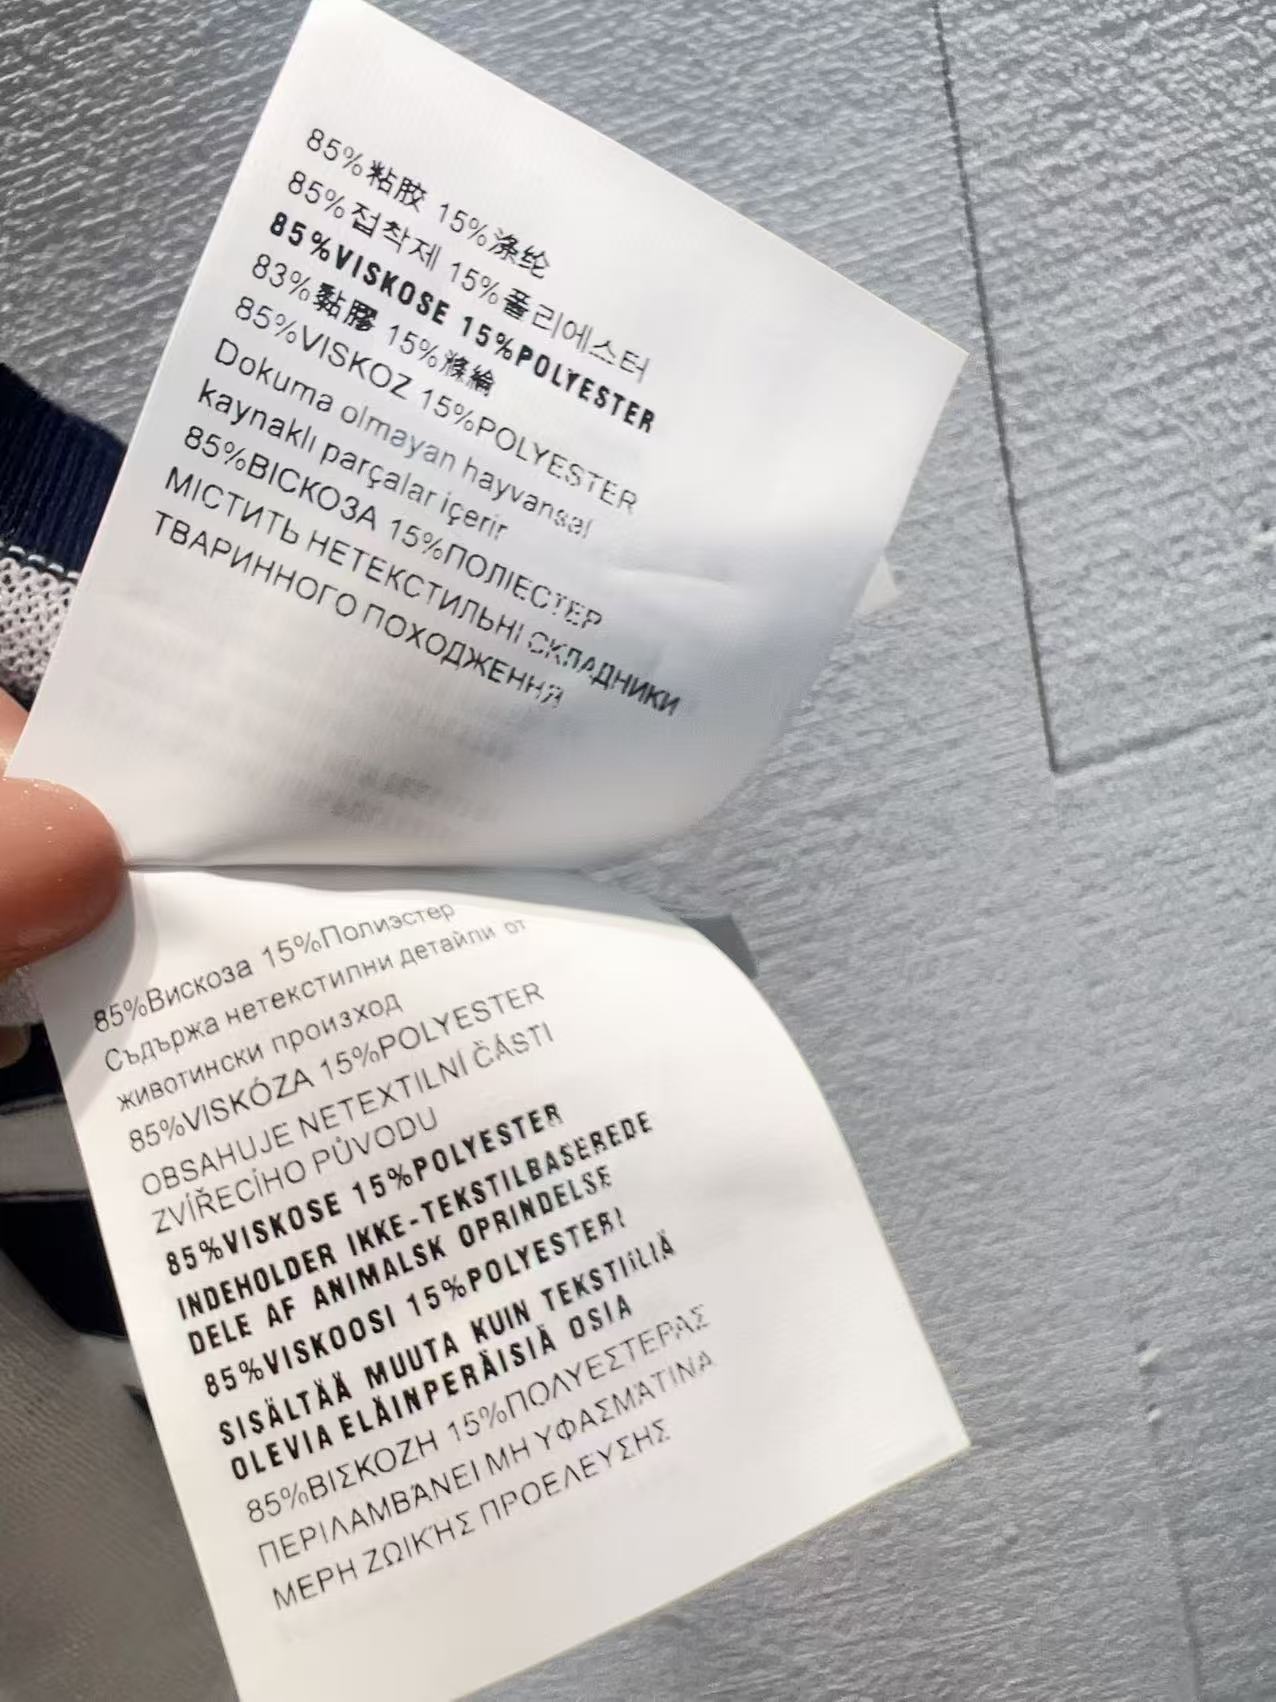 85%粘胶 15%涤纶
85%접착제 15%폴리에스터
85%VISKOSE 15%POLYESTER
83%黏膠 15%滌綸
85%VISKOZ 15%POLYESTER
Dokuma olmayan hayvansal
kaynaklı parçalar içerir
85%ВІСКОЗА 15%ПОЛІЕСТЕР
МІСТИТЬ НЕТЕКСТИЛЬНІ СКЛАДНИКИ
ТВАРИННОГО ПОХОДЖЕННЯ
85%Вискоза 15%Полиэстер
Съдържа нетекстилни детайли от
животински произход
85%VISKÓZA 15%POLYESTER
OBSAHUJE NETEXTILNÍ ČÁSTI
ZVÍŘECÍHO PŮVODU
85%VISKOSE 15%POLYESTER
INDEHOLDER IKKE-TEKSTILBASEREDE
DELE AF ANIMALSK OPRINDELSE
85%VISKOOSI 15%POLYESTERI
SISÄLTÄÄ MUUTA KUIN TEKSTIILIÄ
OLEVIA ELÄINPERÄISIÄ OSIA
85%ΒΙΣΚΟΖΗ 15%ΠΟΛΥΕΣΤΕΡΑΣ
ΠΕΡΙΛΑΜΒΆΝΕΙ ΜΗ ΥΦΑΣΜΆΤΙΝΑ
ΜΕΡΗ ΖΩΙΚΉΣ ΠΡΟΕΛΕΥΣΗΣ